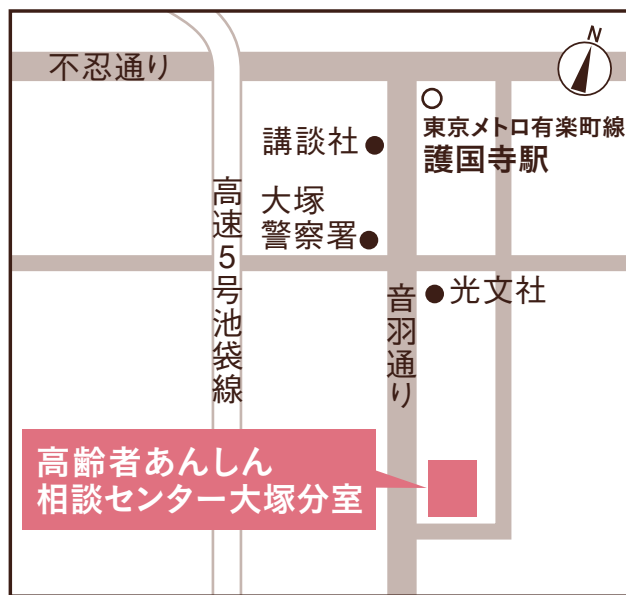 N
不忍通り
東京メトロ有楽町線
護国寺駅
講談社
大塚
警察署
高速5号池袋線
音羽通り
光文社
高齢者あんしん
相談センター大塚分室